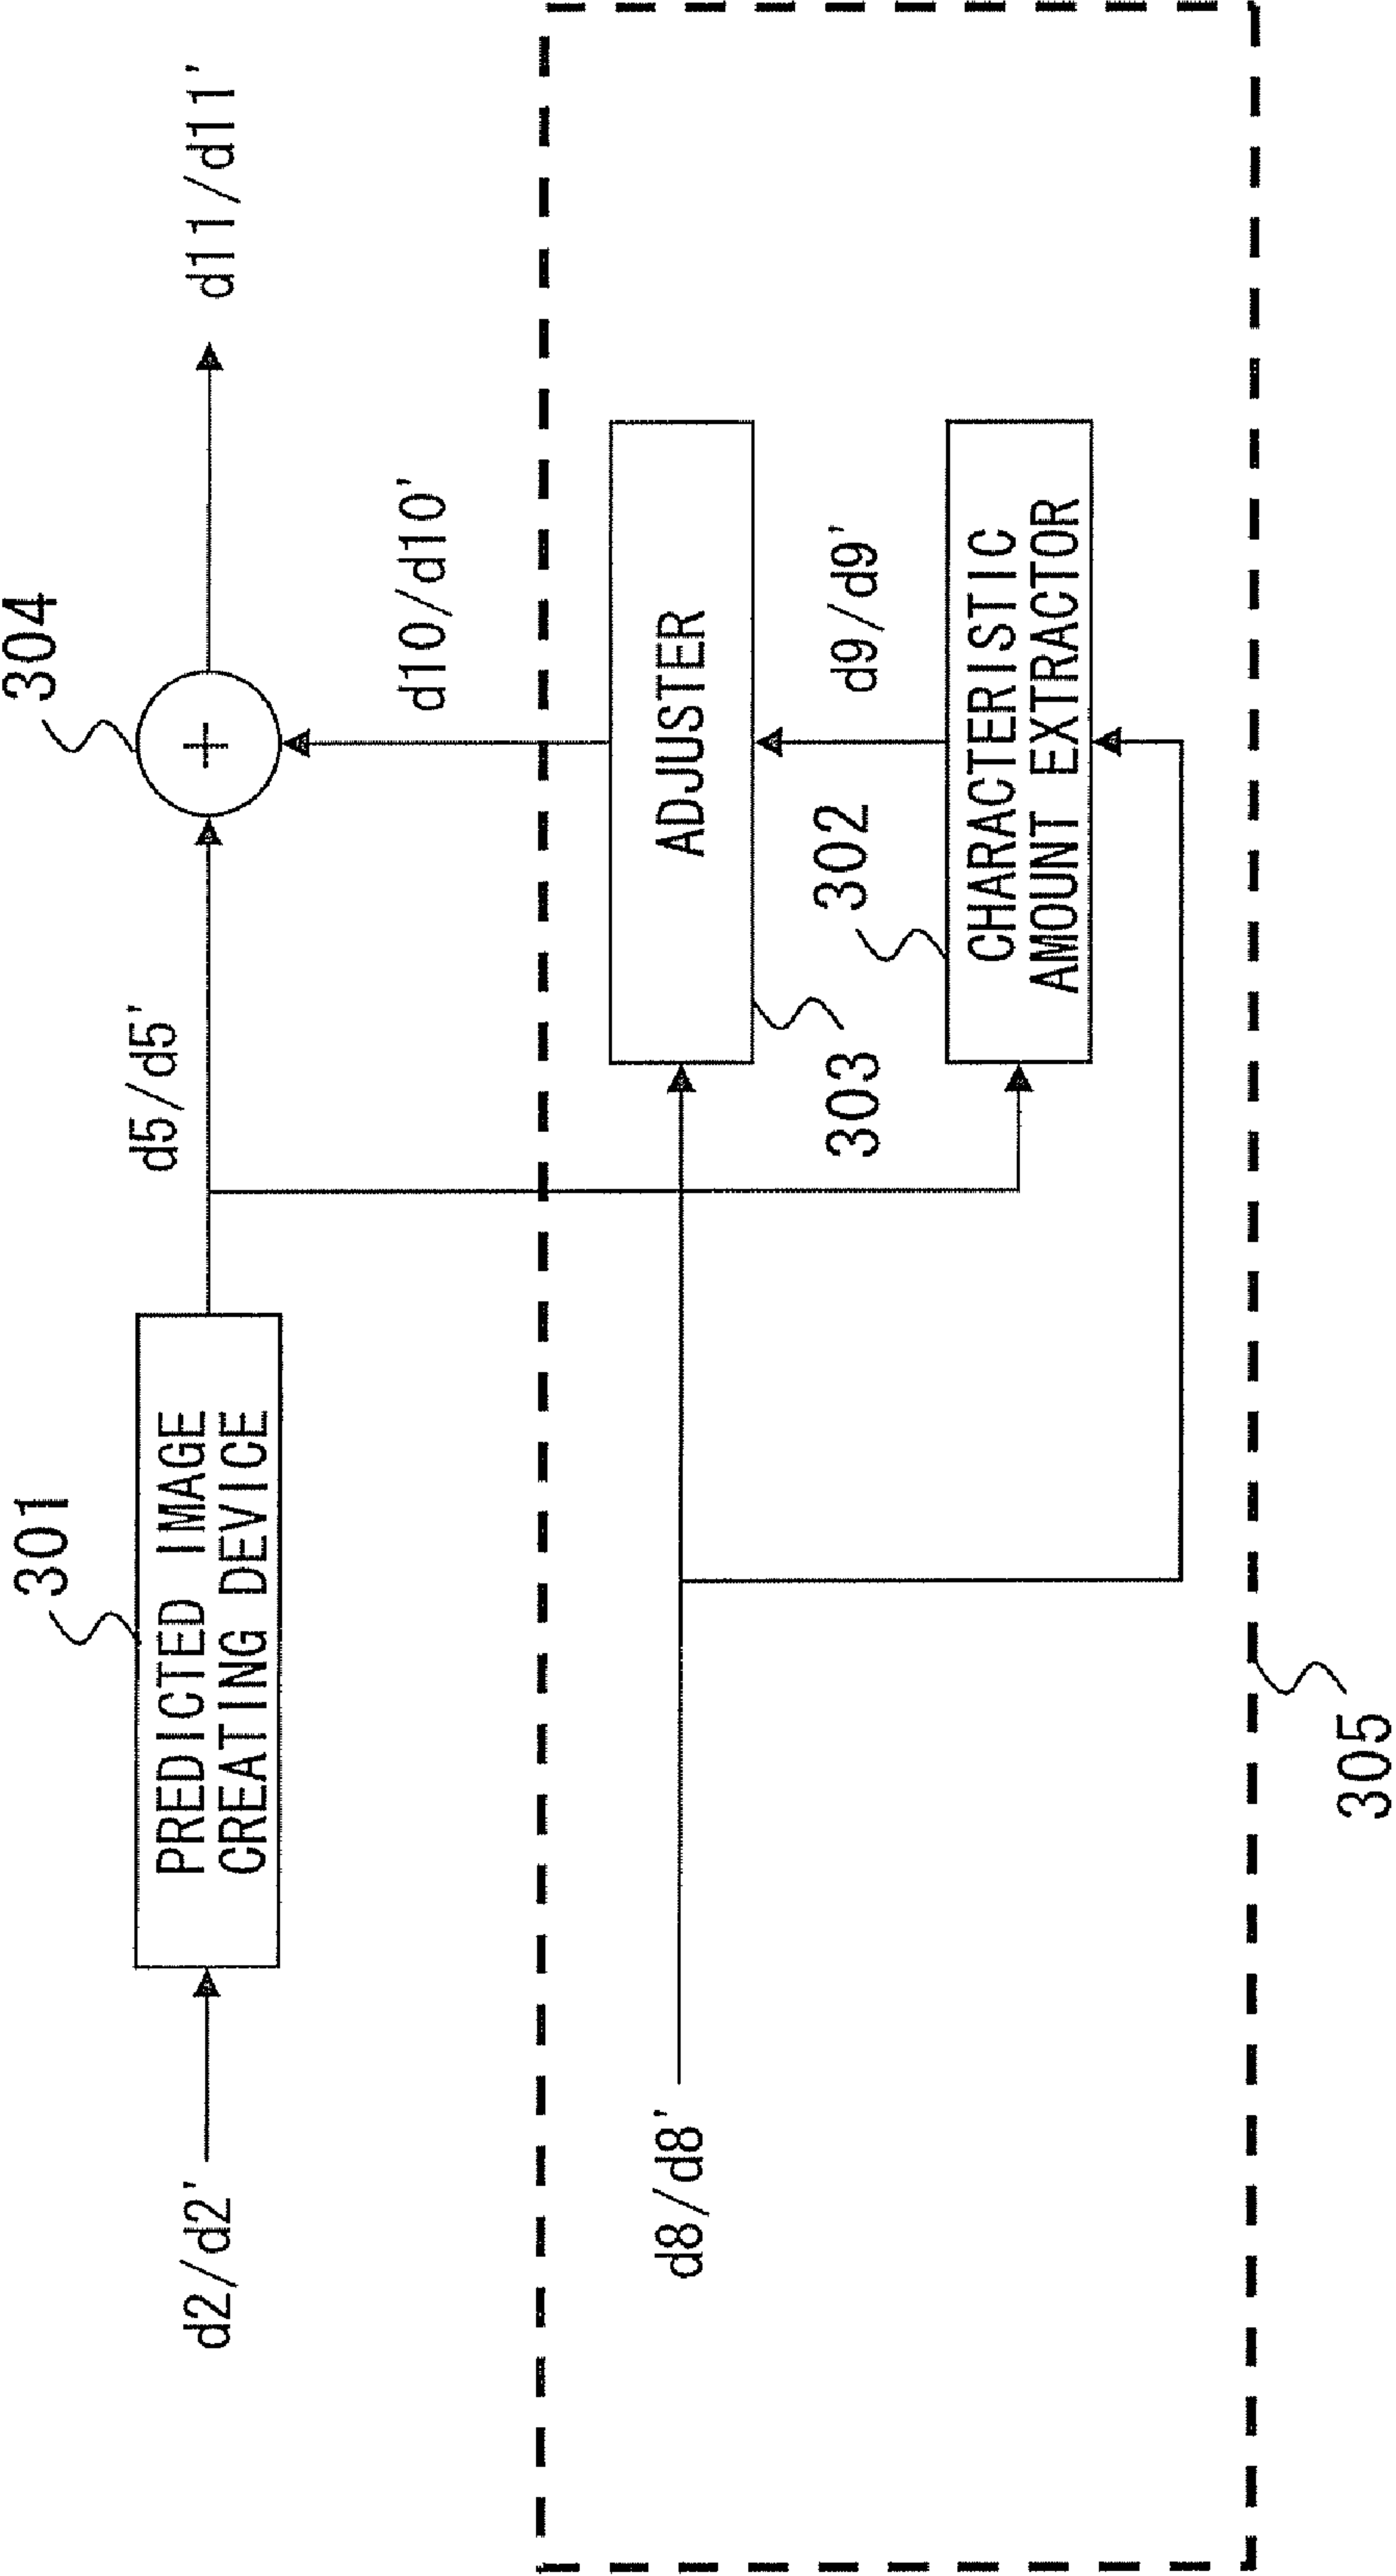 301
PREDICTED IMAGE
CREATING DEVICE
d2/d2'
d5/d5'
304
+
d11/d11'
d10/d10'
d8/d8'
ADJUSTER
303
d9/d9'
302
CHARACTERISTIC
AMOUNT EXTRACTOR
305